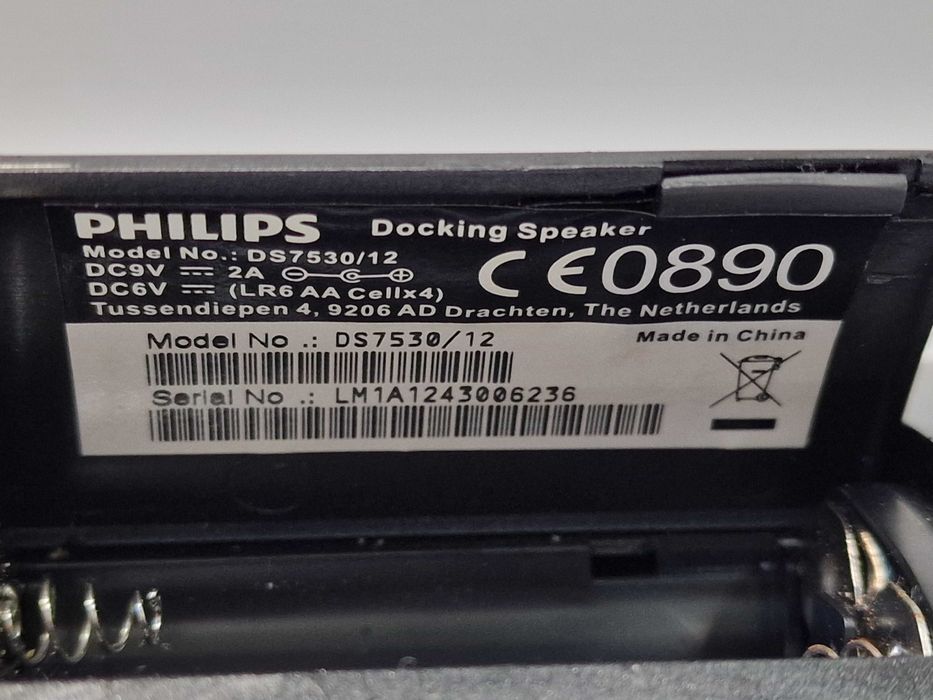 PHILIPS Docking Speaker
Model No.: DS7530/12
DC9V ⎓ 2A
DC6V ⎓ (LR6 AA Cellx4)
CE0890
Tussendiepen 4, 9206 AD Drachten, The Netherlands
Model No .: DS7530/12
Made in China
Serial No .: LM1A1243006236